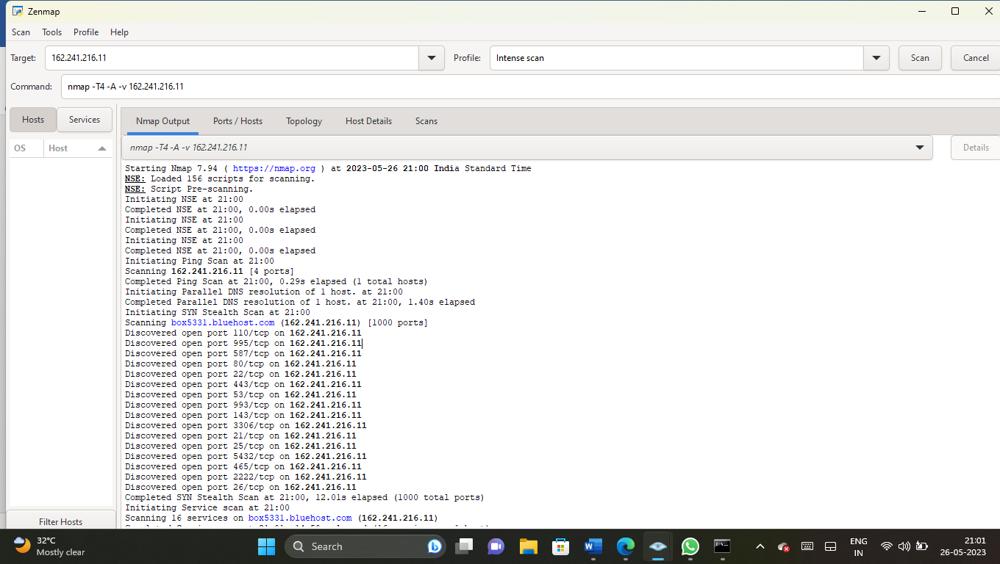 Zenmap
Scan Tools Profile Help
Target: 162.241.216.11 Profile: Intense scan Scan Cancel
Command: nmap -T4 -A -v 162.241.216.11
Hosts Services
Nmap Output Ports / Hosts Topology Host Details Scans
OS Host
nmap -T4 -A -v 162.241.216.11 Details
Starting Nmap 7.94 ( https://nmap.org ) at 2023-05-26 21:00 India Standard Time
NSE: Loaded 156 scripts for scanning.
NSE: Script Pre-scanning.
Initiating NSE at 21:00
Completed NSE at 21:00, 0.00s elapsed
Initiating NSE at 21:00
Completed NSE at 21:00, 0.00s elapsed
Initiating NSE at 21:00
Completed NSE at 21:00, 0.00s elapsed
Initiating Ping Scan at 21:00
Scanning 162.241.216.11 [4 ports]
Completed Ping Scan at 21:00, 0.29s elapsed (1 total hosts)
Initiating Parallel DNS resolution of 1 host. at 21:00
Completed Parallel DNS resolution of 1 host. at 21:00, 1.40s elapsed
Initiating SYN Stealth Scan at 21:00
Scanning box5331.bluehost.com (162.241.216.11) [1000 ports]
Discovered open port 110/tcp on 162.241.216.11
Discovered open port 995/tcp on 162.241.216.11
Discovered open port 587/tcp on 162.241.216.11
Discovered open port 80/tcp on 162.241.216.11
Discovered open port 22/tcp on 162.241.216.11
Discovered open port 443/tcp on 162.241.216.11
Discovered open port 53/tcp on 162.241.216.11
Discovered open port 993/tcp on 162.241.216.11
Discovered open port 143/tcp on 162.241.216.11
Discovered open port 3306/tcp on 162.241.216.11
Discovered open port 21/tcp on 162.241.216.11
Discovered open port 25/tcp on 162.241.216.11
Discovered open port 5432/tcp on 162.241.216.11
Discovered open port 465/tcp on 162.241.216.11
Discovered open port 2222/tcp on 162.241.216.11
Discovered open port 26/tcp on 162.241.216.11
Completed SYN Stealth Scan at 21:00, 12.01s elapsed (1000 total ports)
Initiating Service scan at 21:00
Scanning 16 services on box5331.bluehost.com (162.241.216.11)
Filter Hosts
32°C
Mostly clear
Search
ENG
IN
21:01
26-05-2023